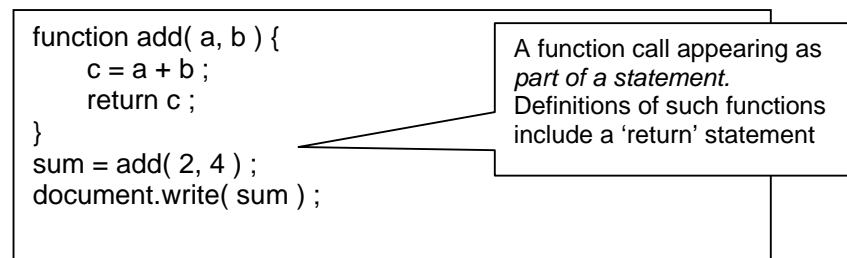 function add( a, b ) {
c = a + b ;
return c ;
}
sum = add( 2, 4 ) ;
document.write( sum ) ;
A function call appearing as
part of a statement.
Definitions of such functions
include a ‘return’ statement